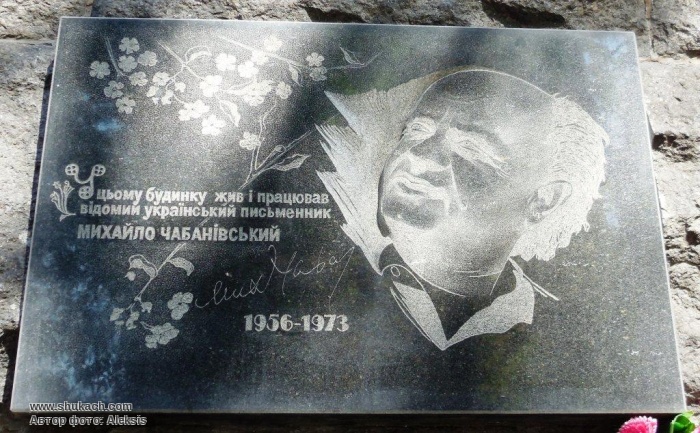 У цьому будинку жив і працював
відомий український письменник
МИХАЙЛО ЧАБАНІВСЬКИЙ
1956-1973
www.shukach.com
Автор фото: Aleksis